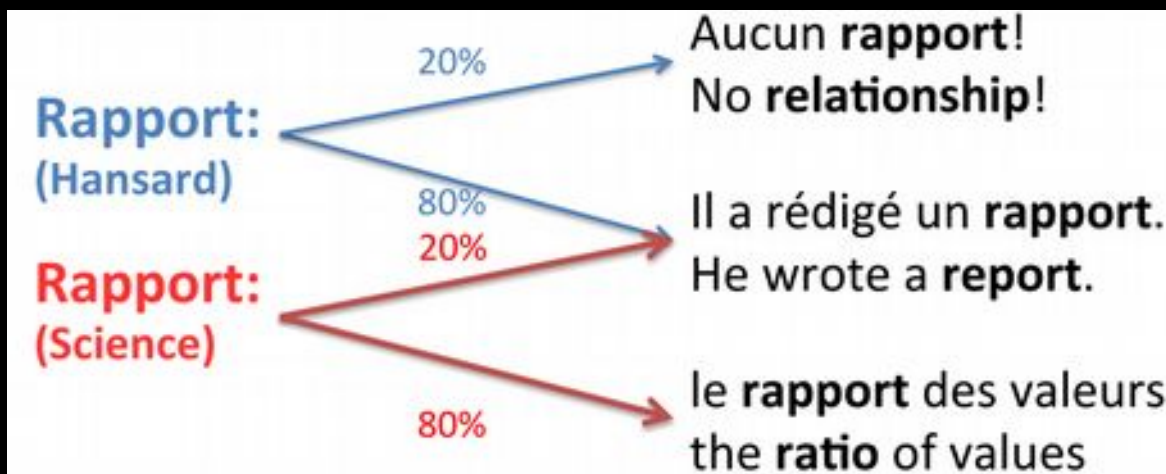 Rapport:
(Hansard)
20%
80%
Rapport:
(Science)
20%
80%
Aucun rapport!
No relationship!
Il a rédigé un rapport.
He wrote a report.
le rapport des valeurs
the ratio of values